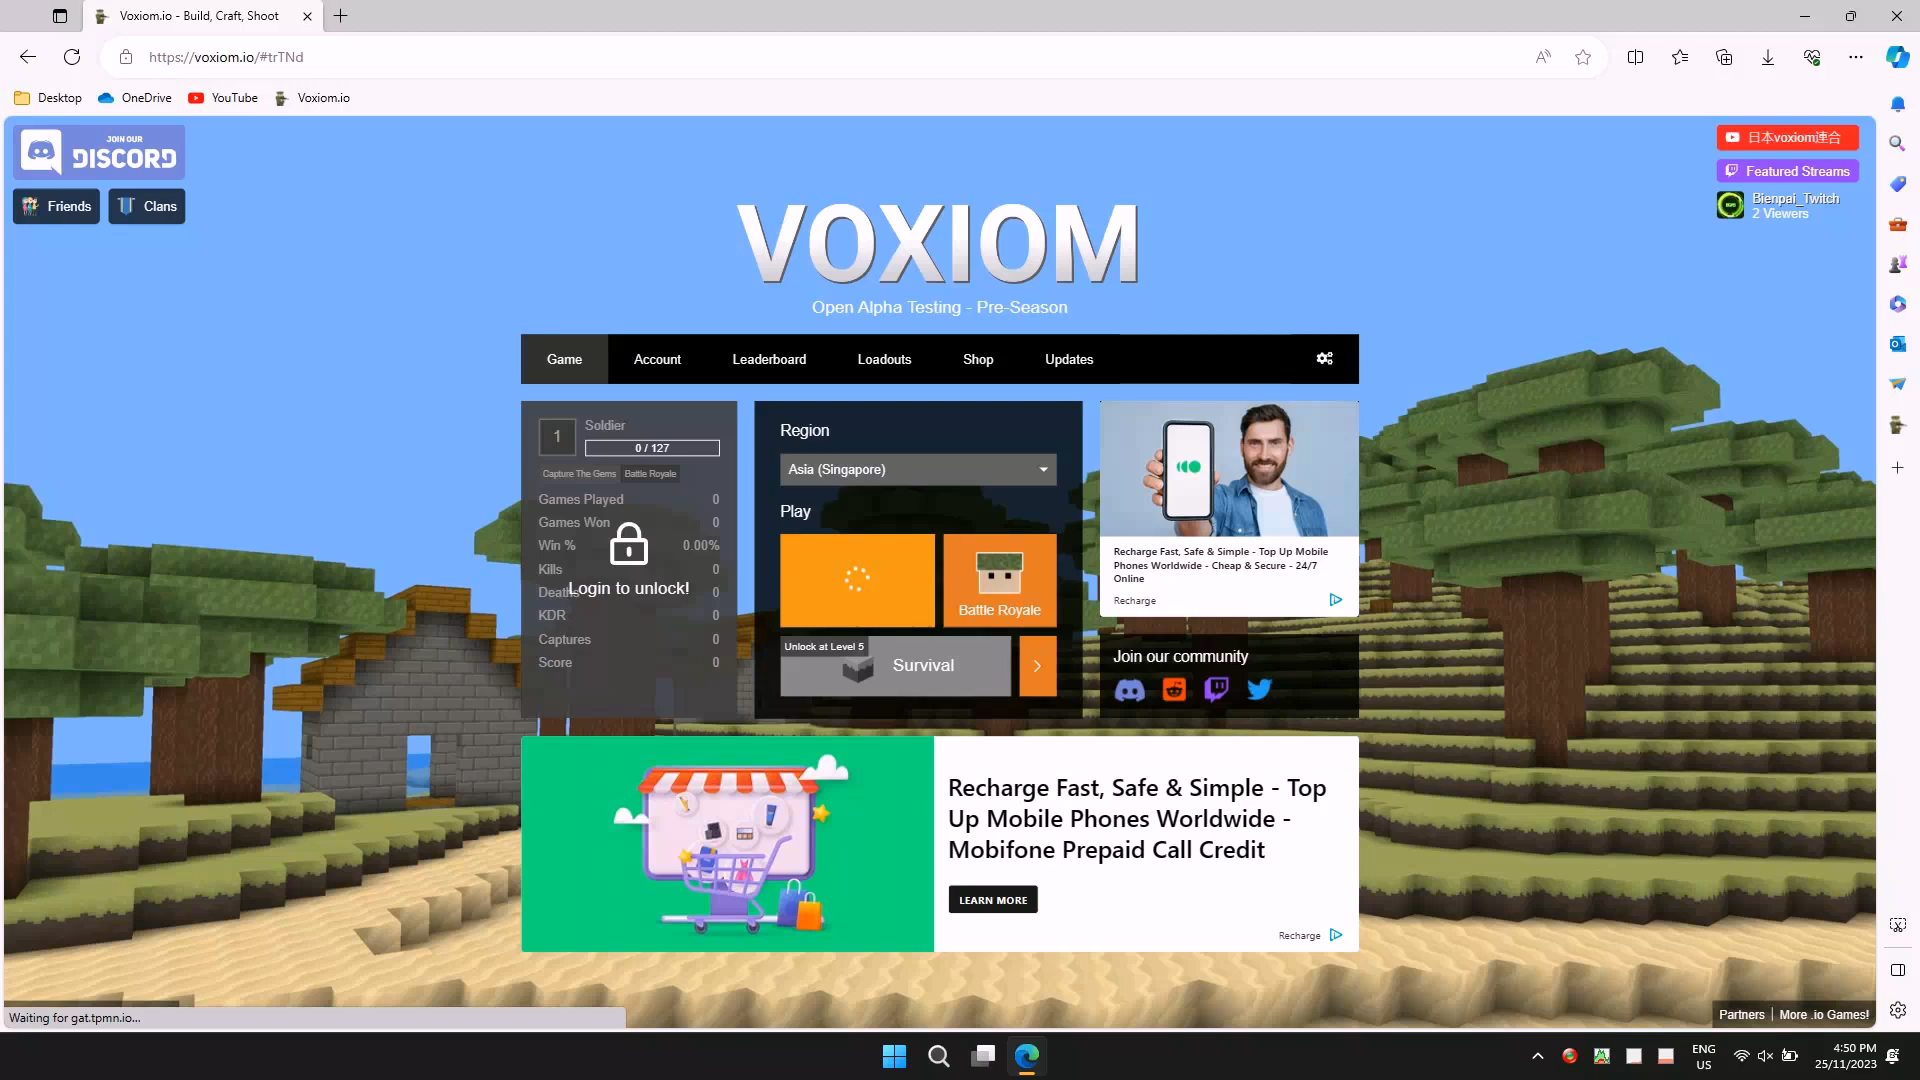 Voxiom.io - Build, Craft, Shoot
https://voxiom.io/#trTNd
Desktop
OneDrive
YouTube
Voxiom.io
JOIN OUR
DISCORD
Friends
Clans
日本voxiom連合
Featured Streams
Bienpai_Twitch
2 Viewers
VOXIOM
Open Alpha Testing - Pre-Season
Game
Account
Leaderboard
Loadouts
Shop
Updates
1
Soldier
0 / 127
Capture The Gems
Battle Royale
Games Played 0
Games Won 0
Win % 0.00%
Kills 0
Deaths 0
Login to unlock!
KDR 0
Captures 0
Score 0
Region
Asia (Singapore)
Play
Battle Royale
Unlock at Level 5
Survival
Recharge Fast, Safe & Simple - Top Up Mobile
Phones Worldwide - Cheap & Secure - 24/7
Online
Recharge
Join our community
Recharge Fast, Safe & Simple - Top
Up Mobile Phones Worldwide -
Mobifone Prepaid Call Credit
LEARN MORE
Recharge
Waiting for gat.tpmn.io...
Partners | More .io Games!
ENG
US
4:50 PM
25/11/2023